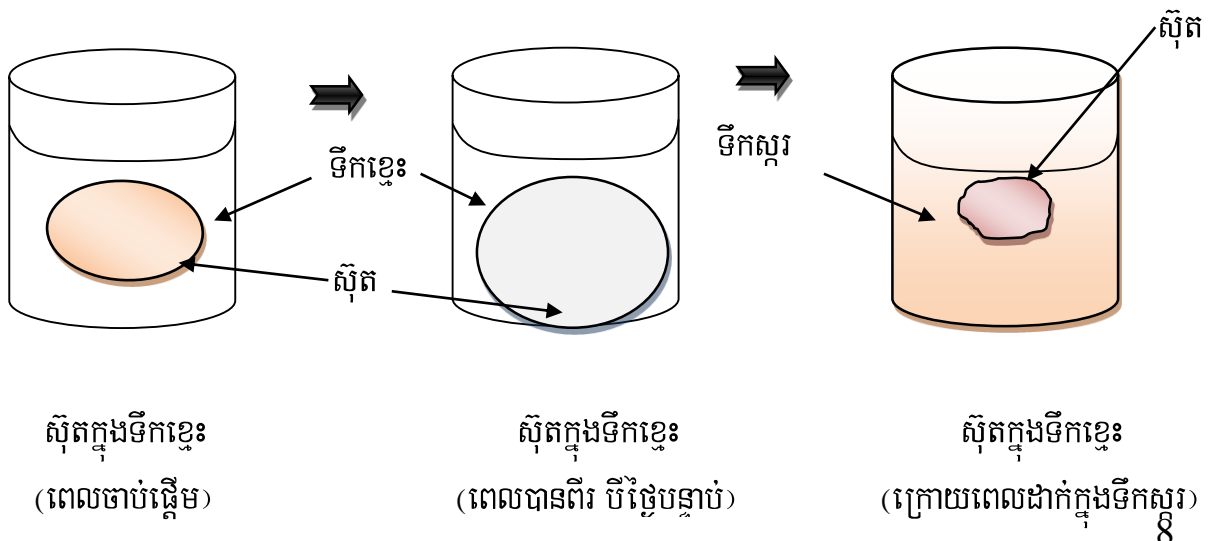 ស៊ុត
ទឹកស្ករ
ទឹកខ្មេះ
ស៊ុត
ស៊ុតក្នុងទឹកខ្មេះ ស៊ុតក្នុងទឹកខ្មេះ ស៊ុតក្នុងទឹកខ្មេះ
(ពេលចាប់ផ្តើម) (ពេលបានពីរ បីថ្ងៃបន្ទាប់) (ក្រោយពេលដាក់ក្នុងទឹកស្ករ)
8